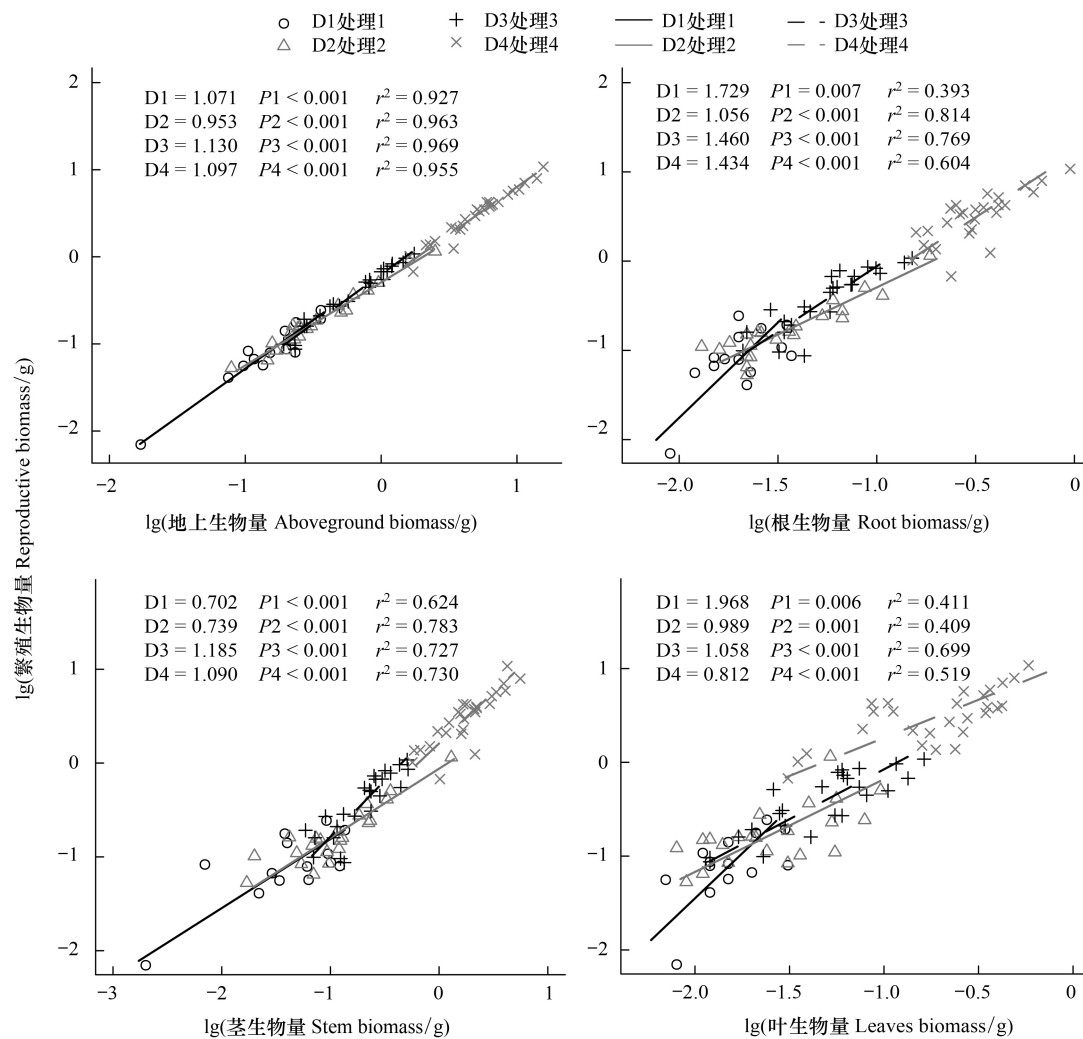 D1处理1 D3处理3 D1处理1 D3处理3
D2处理2 D4处理4 D2处理2 D4处理4
lg(繁殖生物量 Reproductive biomass/g)
D1 = 1.071 P1 < 0.001 r² = 0.927
D2 = 0.953 P2 < 0.001 r² = 0.963
D3 = 1.130 P3 < 0.001 r² = 0.969
D4 = 1.097 P4 < 0.001 r² = 0.955
2
1
0
−1
−2
−2 −1 0 1
lg(地上生物量 Aboveground biomass/g)
D1 = 1.729 P1 = 0.007 r² = 0.393
D2 = 1.056 P2 < 0.001 r² = 0.814
D3 = 1.460 P3 < 0.001 r² = 0.769
D4 = 1.434 P4 < 0.001 r² = 0.604
2
1
0
−1
−2
−2.0 −1.5 −1.0 −0.5 0
lg(根生物量 Root biomass/g)
D1 = 0.702 P1 < 0.001 r² = 0.624
D2 = 0.739 P2 < 0.001 r² = 0.783
D3 = 1.185 P3 < 0.001 r² = 0.727
D4 = 1.090 P4 < 0.001 r² = 0.730
1
0
−1
−2
−3 −2 −1 0 1
lg(茎生物量 Stem biomass/g)
D1 = 1.968 P1 = 0.006 r² = 0.411
D2 = 0.989 P2 = 0.001 r² = 0.409
D3 = 1.058 P3 < 0.001 r² = 0.699
D4 = 0.812 P4 < 0.001 r² = 0.519
1
0
−1
−2
−2.0 −1.5 −1.0 −0.5 0
lg(叶生物量 Leaves biomass/g)